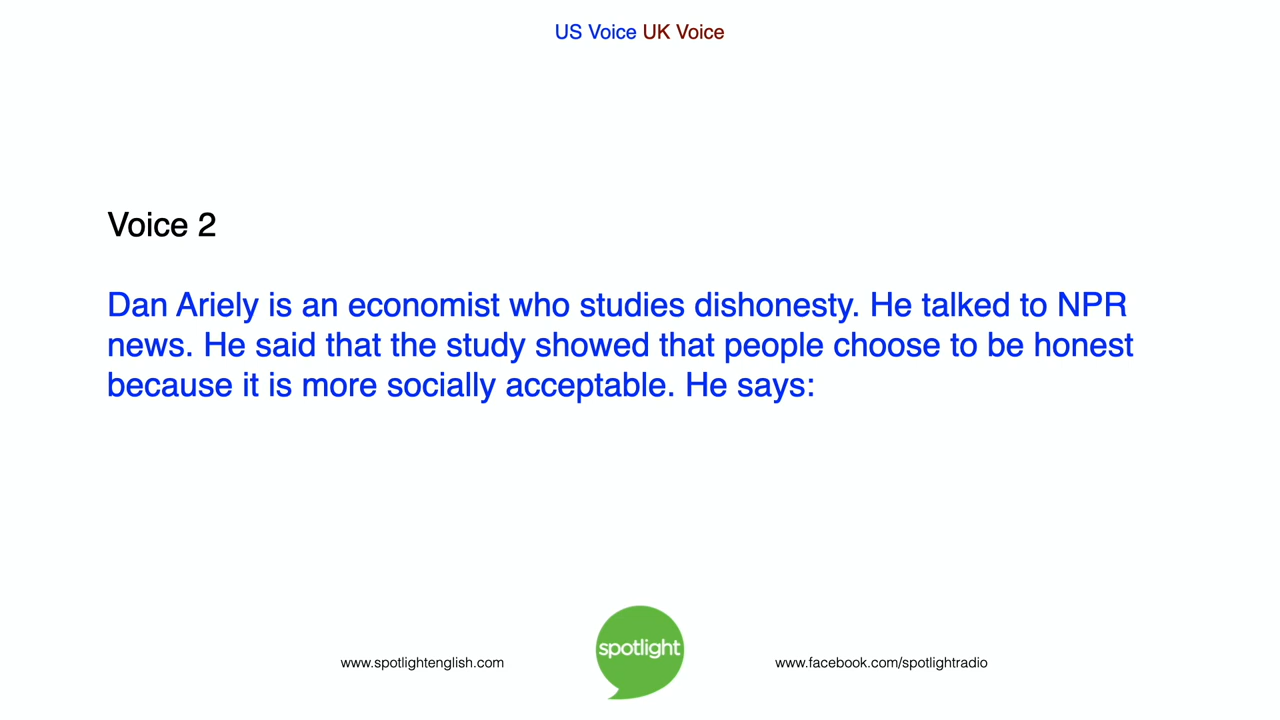 US Voice UK Voice
Voice 2
Dan Ariely is an economist who studies dishonesty. He talked to NPR
news. He said that the study showed that people choose to be honest
because it is more socially acceptable. He says:
spotlight
www.spotlightenglish.com
www.facebook.com/spotlightradio